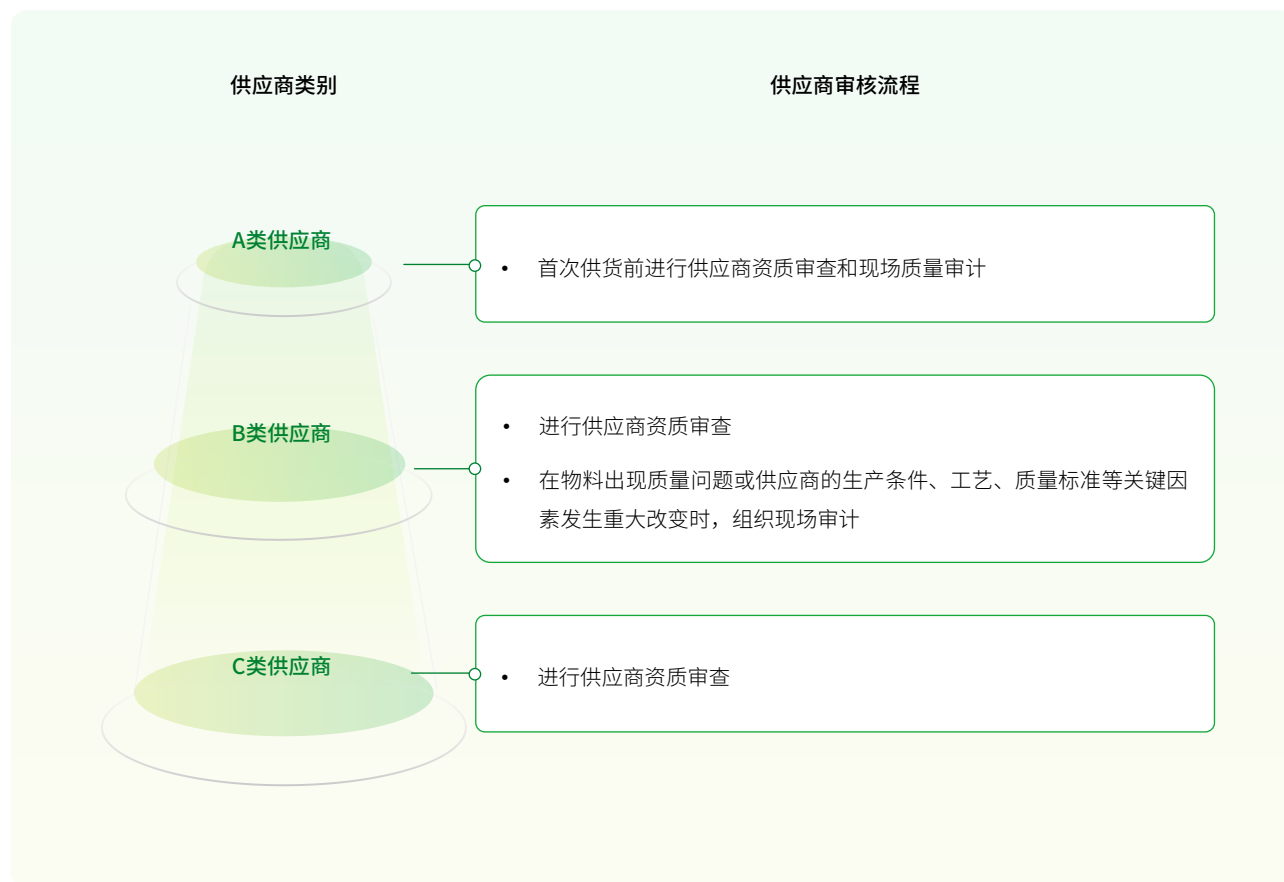 供应商类别
供应商审核流程
A类供应商
• 首次供货前进行供应商资质审查和现场质量审计
B类供应商
• 进行供应商资质审查
• 在物料出现质量问题或供应商的生产条件、工艺、质量标准等关键因
素发生重大改变时，组织现场审计
C类供应商
• 进行供应商资质审查